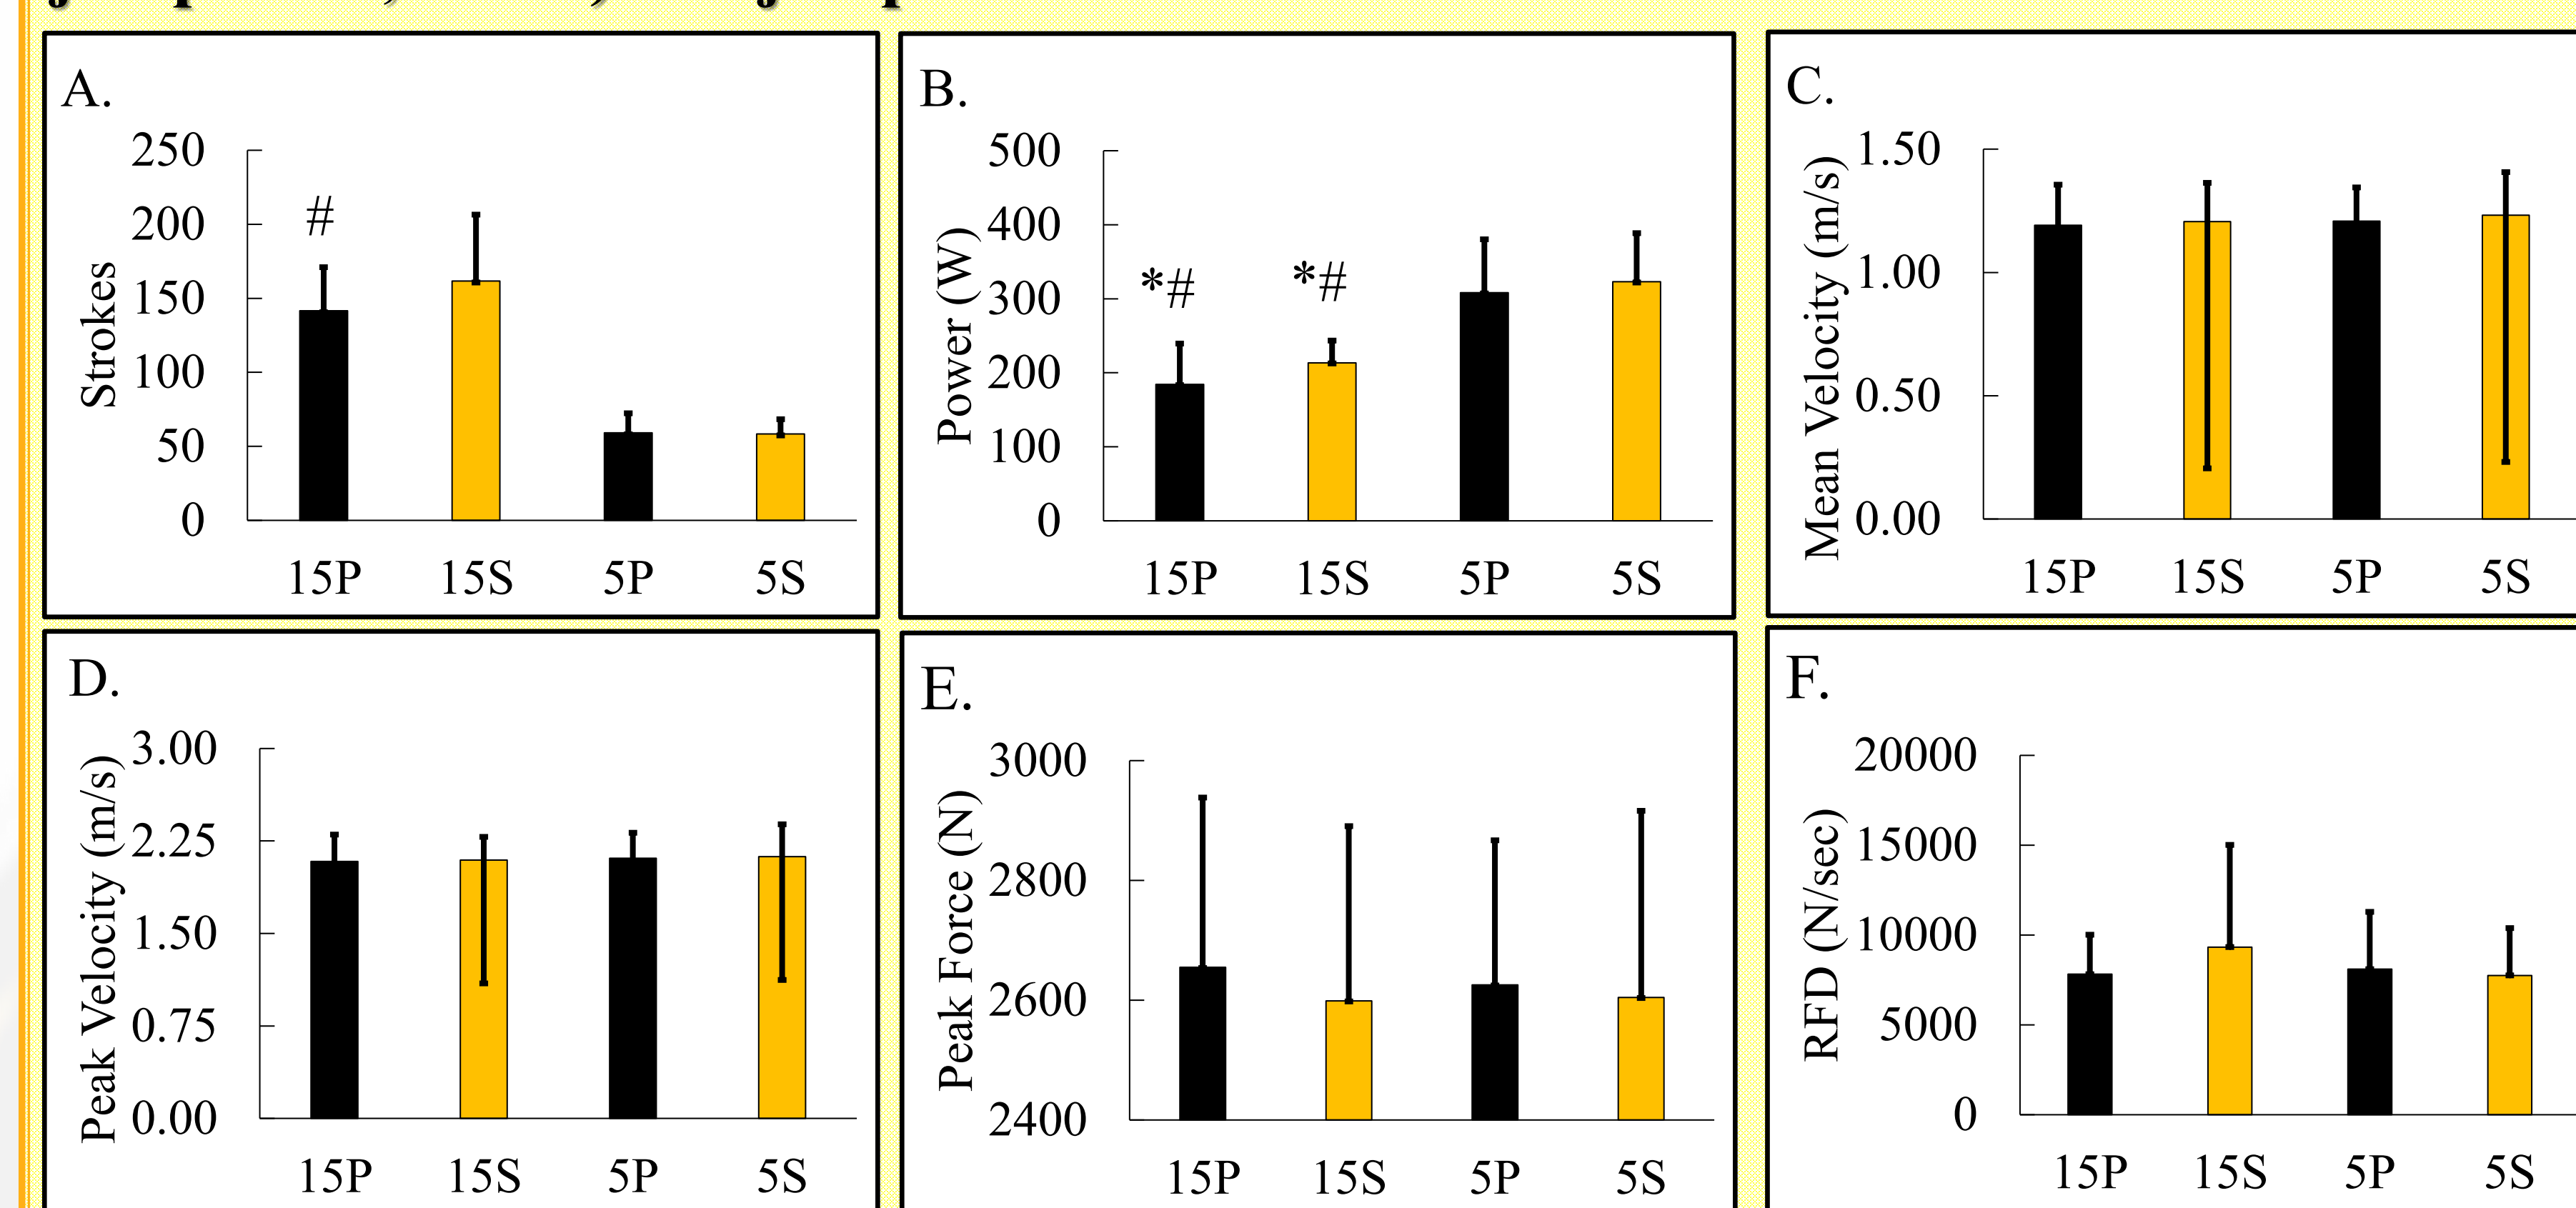 A.
Strokes
250
200
150
100
50
0
#
15P 15S 5P 5S
B.
Power (W)
500
400
300
200
100
0
*# *#
15P 15S 5P 5S
C.
Mean Velocity (m/s)
1.50
1.00
0.50
0.00
15P 15S 5P 5S
D.
Peak Velocity (m/s)
3.00
2.25
1.50
0.75
0.00
15P 15S 5P 5S
E.
Peak Force (N)
3000
2800
2600
2400
15P 15S 5P 5S
F.
RFD (N/sec)
20000
15000
10000
5000
0
15P 15S 5P 5S